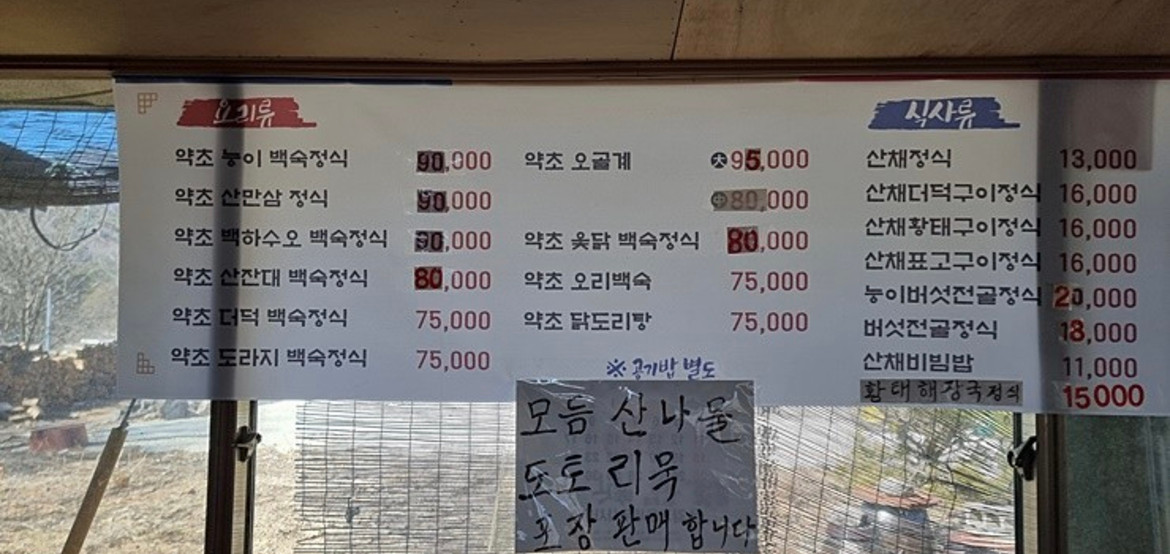 요리류
약초 능이 백숙정식 90,000
약초 산만삼 정식 90,000
약초 백하수오 백숙정식 90,000
약초 산잔대 백숙정식 80,000
약초 더덕 백숙정식 75,000
약초 도라지 백숙정식 75,000
약초 오골계 大 95,000
中 80,000
약초 옻닭 백숙정식 80,000
약초 오리백숙 75,000
약초 닭도리탕 75,000
※ 공기밥 별도
식사류
산채정식 13,000
산채더덕구이정식 16,000
산채황태구이정식 16,000
산채표고구이정식 16,000
능이버섯전골정식 20,000
버섯전골정식 18,000
산채비빔밥 11,000
황태해장국정식 15000
모듬 산나물
도토리묵
포장 판매 합니다